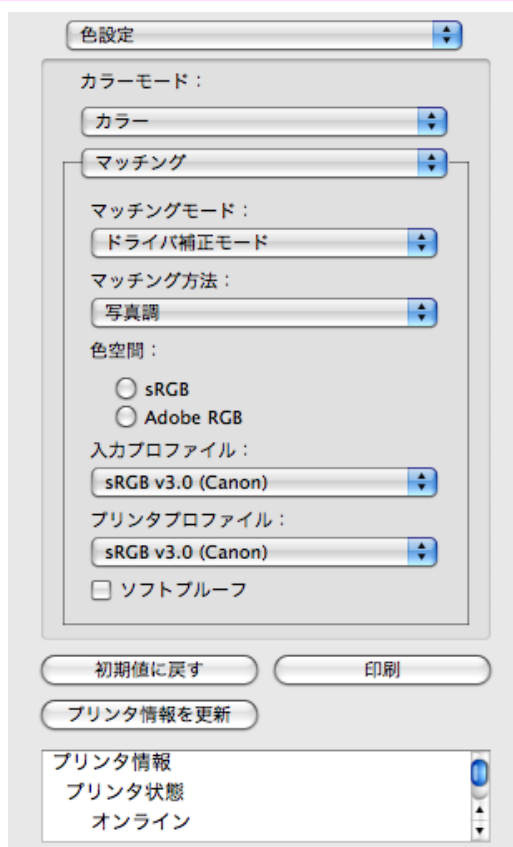 色設定
カラーモード：
カラー
マッチング
マッチングモード：
ドライバ補正モード
マッチング方法：
写真調
色空間：
sRGB
Adobe RGB
入力プロファイル：
sRGB v3.0 (Canon)
プリンタプロファイル：
sRGB v3.0 (Canon)
ソフトプルーフ
初期値に戻す 印刷
プリンタ情報を更新
プリンタ情報
プリンタ状態
オンライン